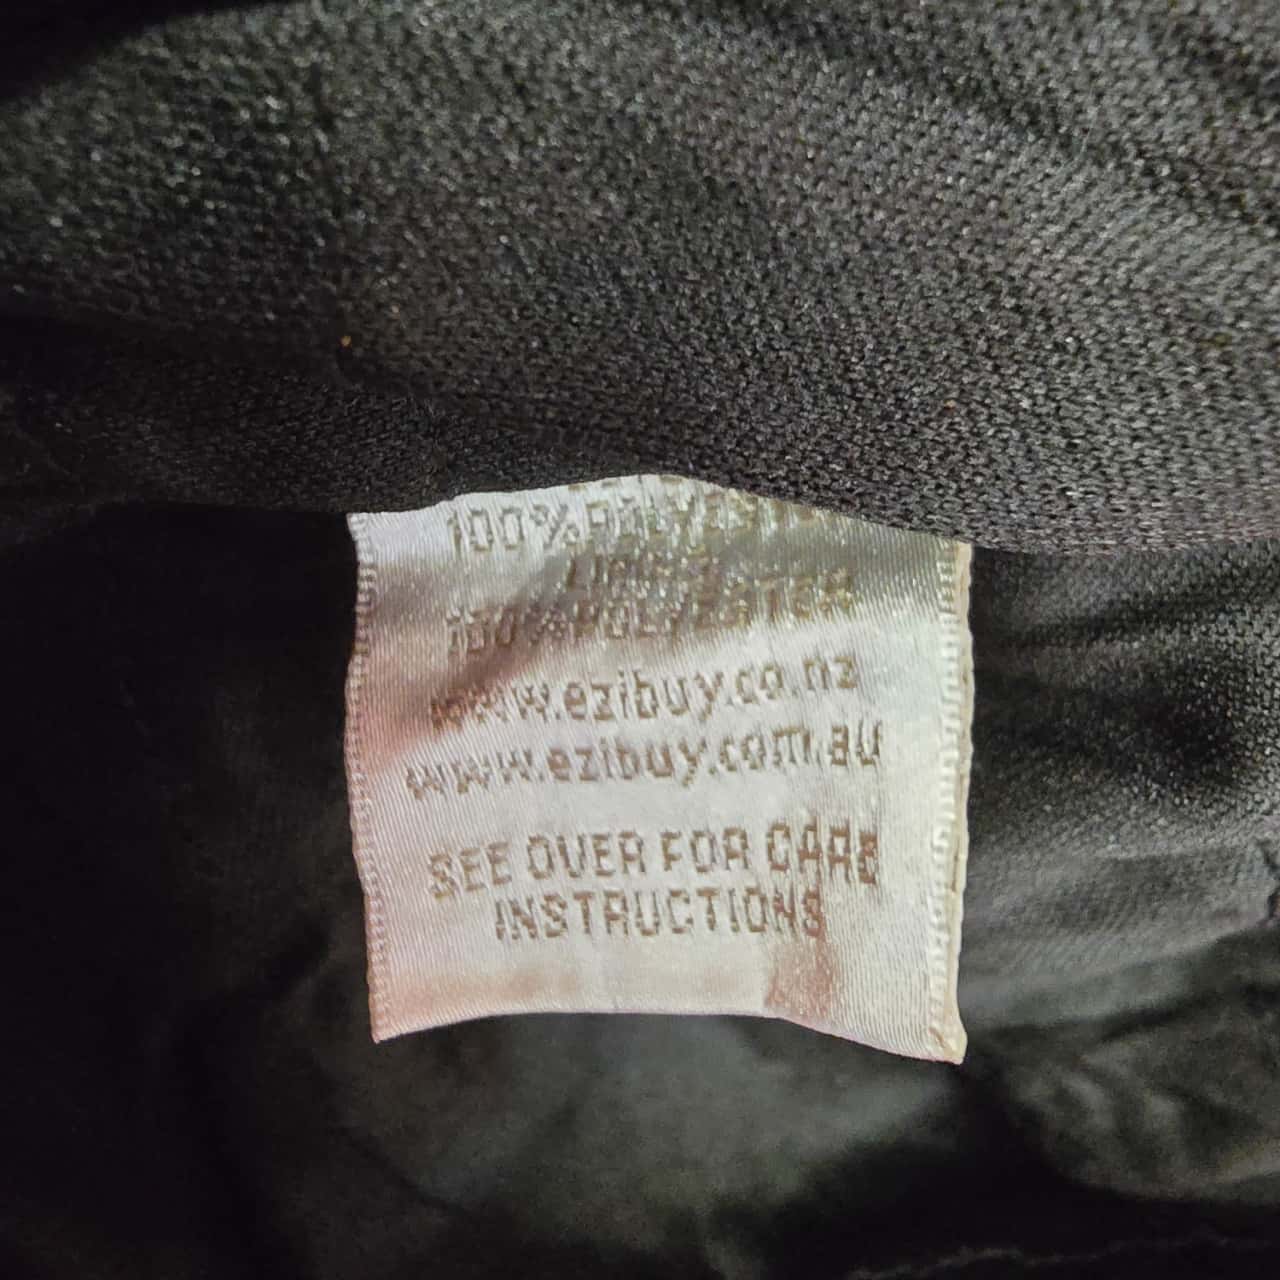 100% POLYESTER
LINING
100% POLYESTER
www.ezibuy.co.nz
www.ezibuy.com.au
SEE OVER FOR CARE
INSTRUCTIONS